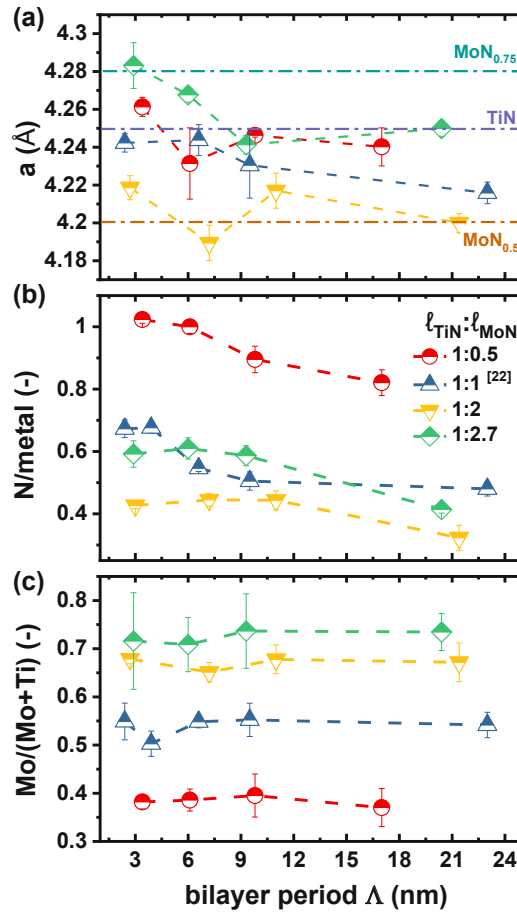 (a)
4.3
4.28
4.26
4.24
4.22
4.2
4.18
a (Å)
MoN0.75
TiN
MoN0.5
(b)
1
0.8
0.6
0.4
N/metal (-)
ℓTiN:ℓMoN
1:0.5
1:1 [22]
1:2
1:2.7
(c)
0.8
0.7
0.6
0.5
0.4
0.3
Mo/(Mo+Ti) (-)
3 6 9 12 15 18 21 24
bilayer period Λ (nm)